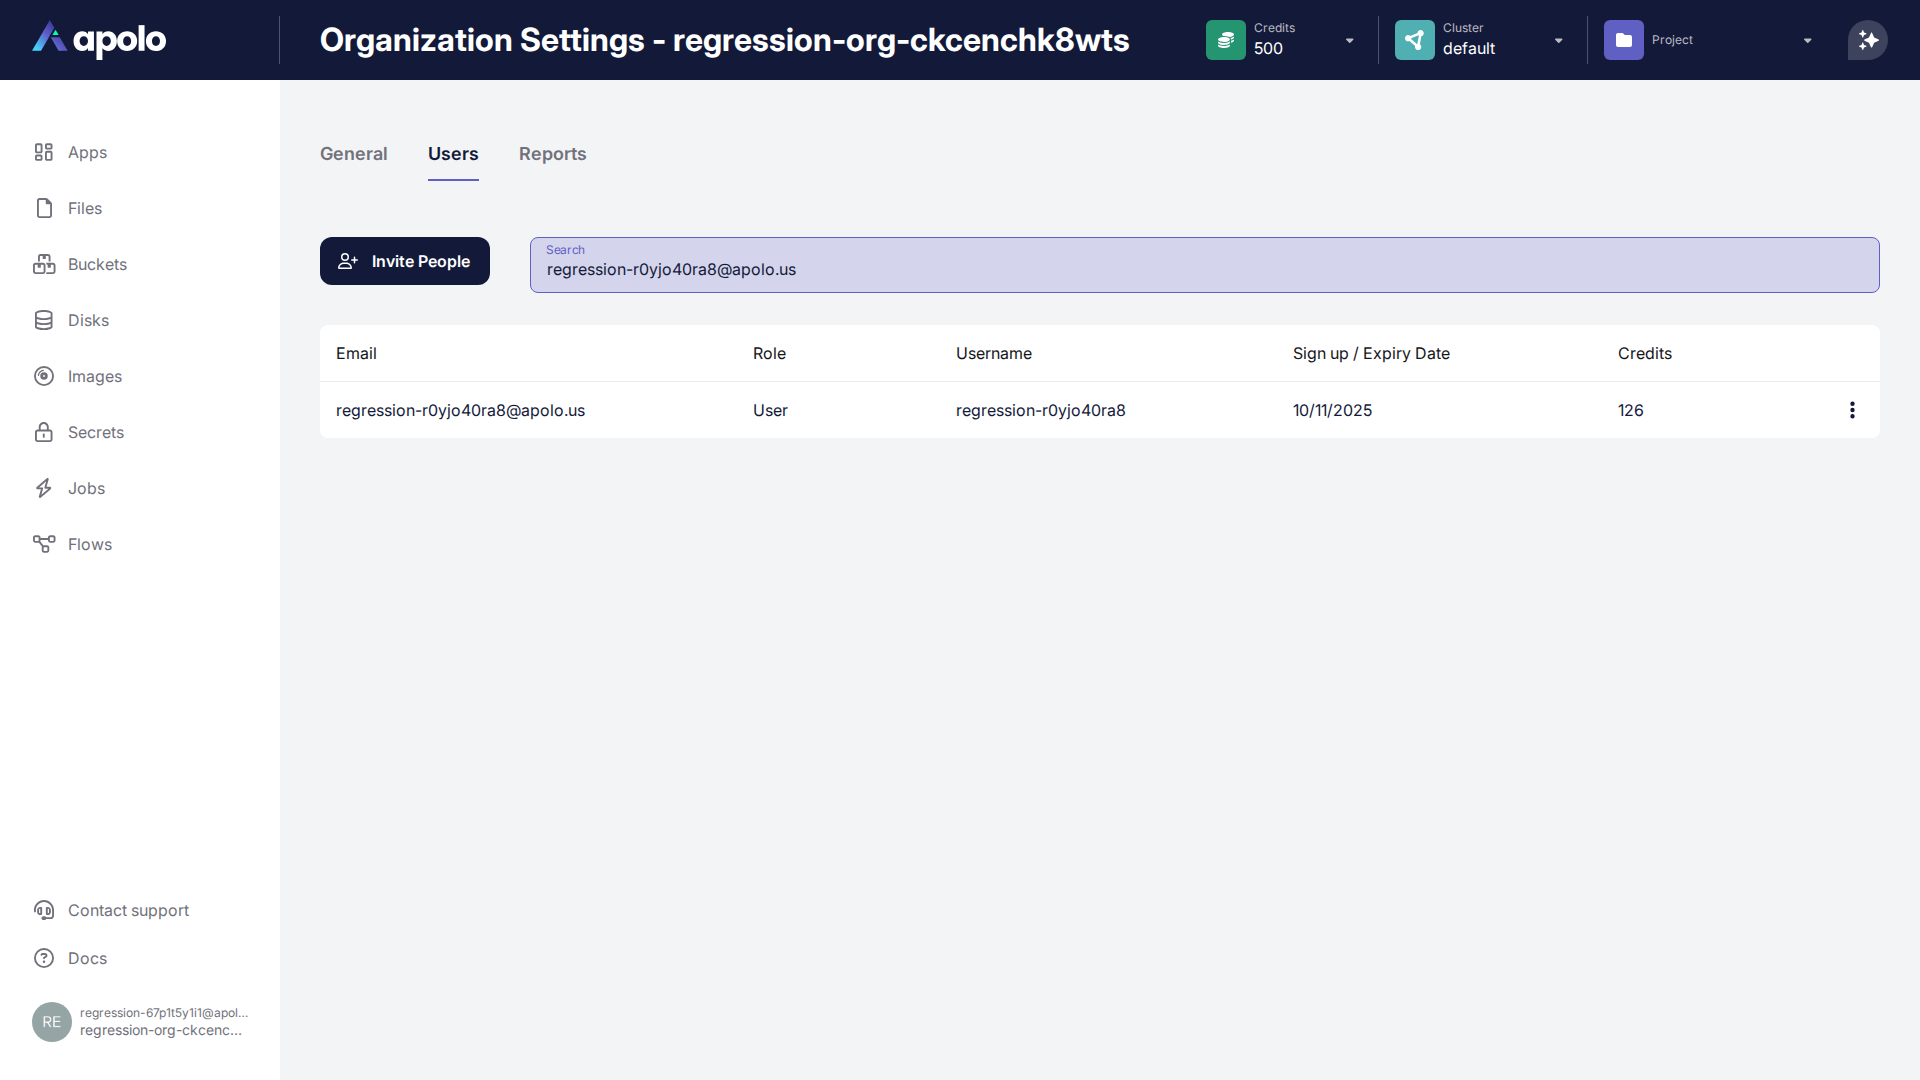 apolo
Organization Settings - regression-org-ckcenchk8wts
Credits
500
Cluster
default
Project
Apps
Files
Buckets
Disks
Images
Secrets
Jobs
Flows
Contact support
Docs
RE
regression-67p1t5y1i1@apol...
regression-org-ckcenc...
General
Users
Reports
Invite People
Search
regression-r0yjo40ra8@apolo.us
Email Role Username Sign up / Expiry Date Credits
regression-r0yjo40ra8@apolo.us User regression-r0yjo40ra8 10/11/2025 126